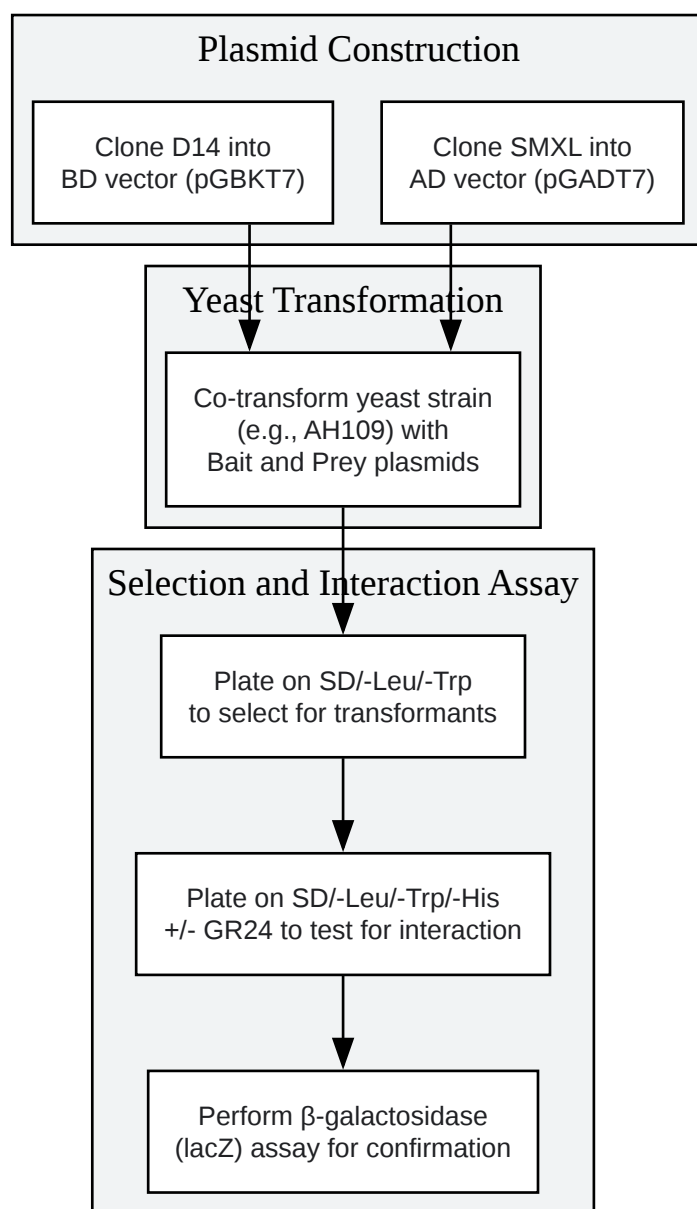 Plasmid Construction
Clone D14 into
BD vector (pGBKT7)
Clone SMXL into
AD vector (pGADT7)
Yeast Transformation
Co-transform yeast strain
(e.g., AH109) with
Bait and Prey plasmids
Selection and Interaction Assay
Plate on SD/-Leu/-Trp
to select for transformants
Plate on SD/-Leu/-Trp/-His
+/- GR24 to test for interaction
Perform β-galactosidase
(lacZ) assay for confirmation